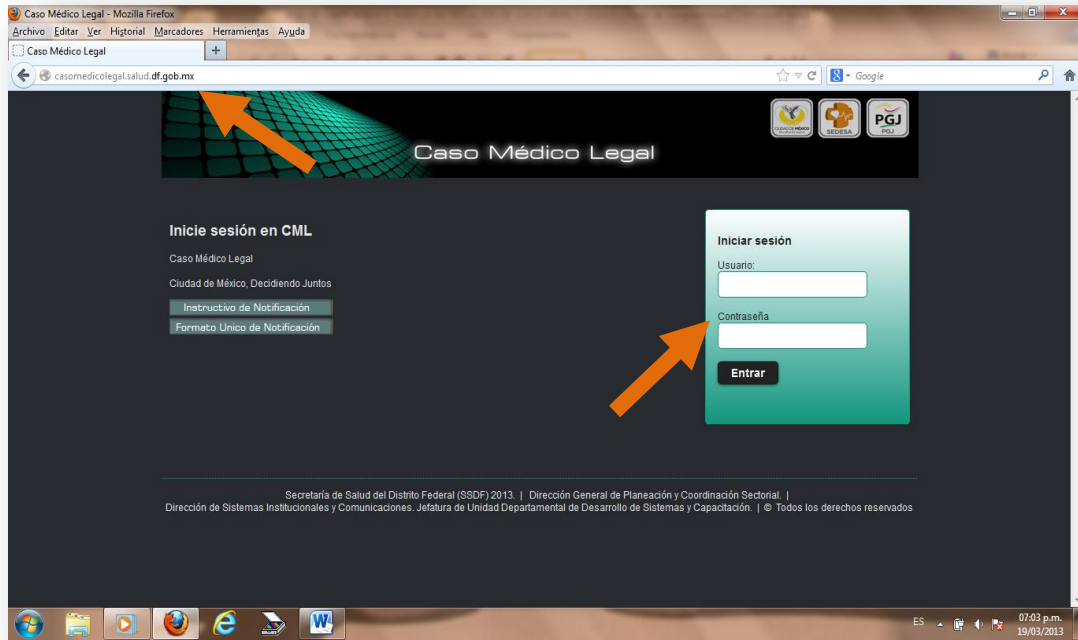 Caso Médico Legal - Mozilla Firefox
Archivo Editar Ver Historial Marcadores Herramientas Ayuda
Caso Médico Legal +
casomedicolegal.salud.df.gob.mx Google
CIUDAD DE MÉXICO SEDESA PGJ PGJ
Caso Médico Legal
Inicie sesión en CML
Caso Médico Legal
Ciudad de México, Decidiendo Juntos
Instructivo de Notificación
Formato Unico de Notificación
Iniciar sesión
Usuario:
Contraseña
Entrar
Secretaría de Salud del Distrito Federal (SSDF) 2013. | Dirección General de Planeación y Coordinación Sectorial. |
Dirección de Sistemas Institucionales y Comunicaciones. Jefatura de Unidad Departamental de Desarrollo de Sistemas y Capacitación. | © Todos los derechos reservados
ES
07:03 p.m.
19/03/2013